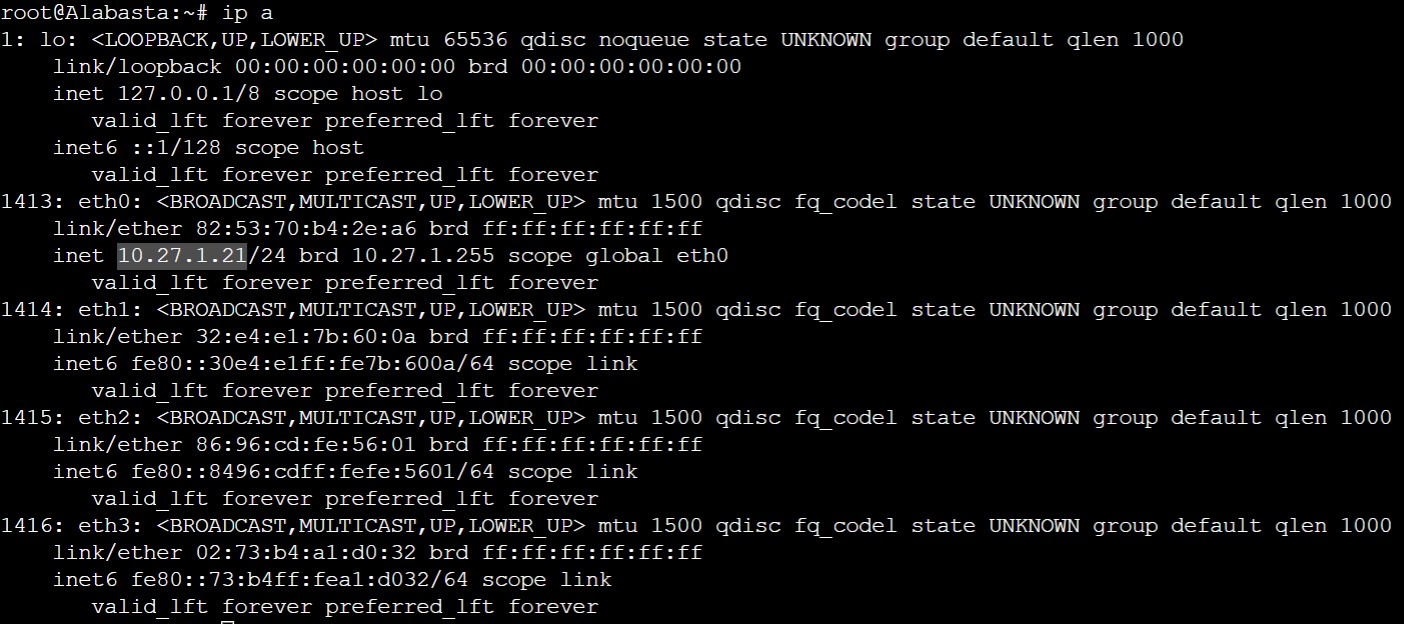 root@Alabasta:~# ip a
1: lo: <LOOPBACK,UP,LOWER_UP> mtu 65536 qdisc noqueue state UNKNOWN group default qlen 1000
    link/loopback 00:00:00:00:00:00 brd 00:00:00:00:00:00
    inet 127.0.0.1/8 scope host lo
       valid_lft forever preferred_lft forever
    inet6 ::1/128 scope host
       valid_lft forever preferred_lft forever
1413: eth0: <BROADCAST,MULTICAST,UP,LOWER_UP> mtu 1500 qdisc fq_codel state UNKNOWN group default qlen 1000
    link/ether 82:53:70:b4:2e:a6 brd ff:ff:ff:ff:ff:ff
    inet 10.27.1.21/24 brd 10.27.1.255 scope global eth0
       valid_lft forever preferred_lft forever
1414: eth1: <BROADCAST,MULTICAST,UP,LOWER_UP> mtu 1500 qdisc fq_codel state UNKNOWN group default qlen 1000
    link/ether 32:e4:e1:7b:60:0a brd ff:ff:ff:ff:ff:ff
    inet6 fe80::30e4:e1ff:fe7b:600a/64 scope link
       valid_lft forever preferred_lft forever
1415: eth2: <BROADCAST,MULTICAST,UP,LOWER_UP> mtu 1500 qdisc fq_codel state UNKNOWN group default qlen 1000
    link/ether 86:96:cd:fe:56:01 brd ff:ff:ff:ff:ff:ff
    inet6 fe80::8496:cdff:fefe:5601/64 scope link
       valid_lft forever preferred_lft forever
1416: eth3: <BROADCAST,MULTICAST,UP,LOWER_UP> mtu 1500 qdisc fq_codel state UNKNOWN group default qlen 1000
    link/ether 02:73:b4:a1:d0:32 brd ff:ff:ff:ff:ff:ff
    inet6 fe80::73:b4ff:fea1:d032/64 scope link
       valid_lft forever preferred_lft forever